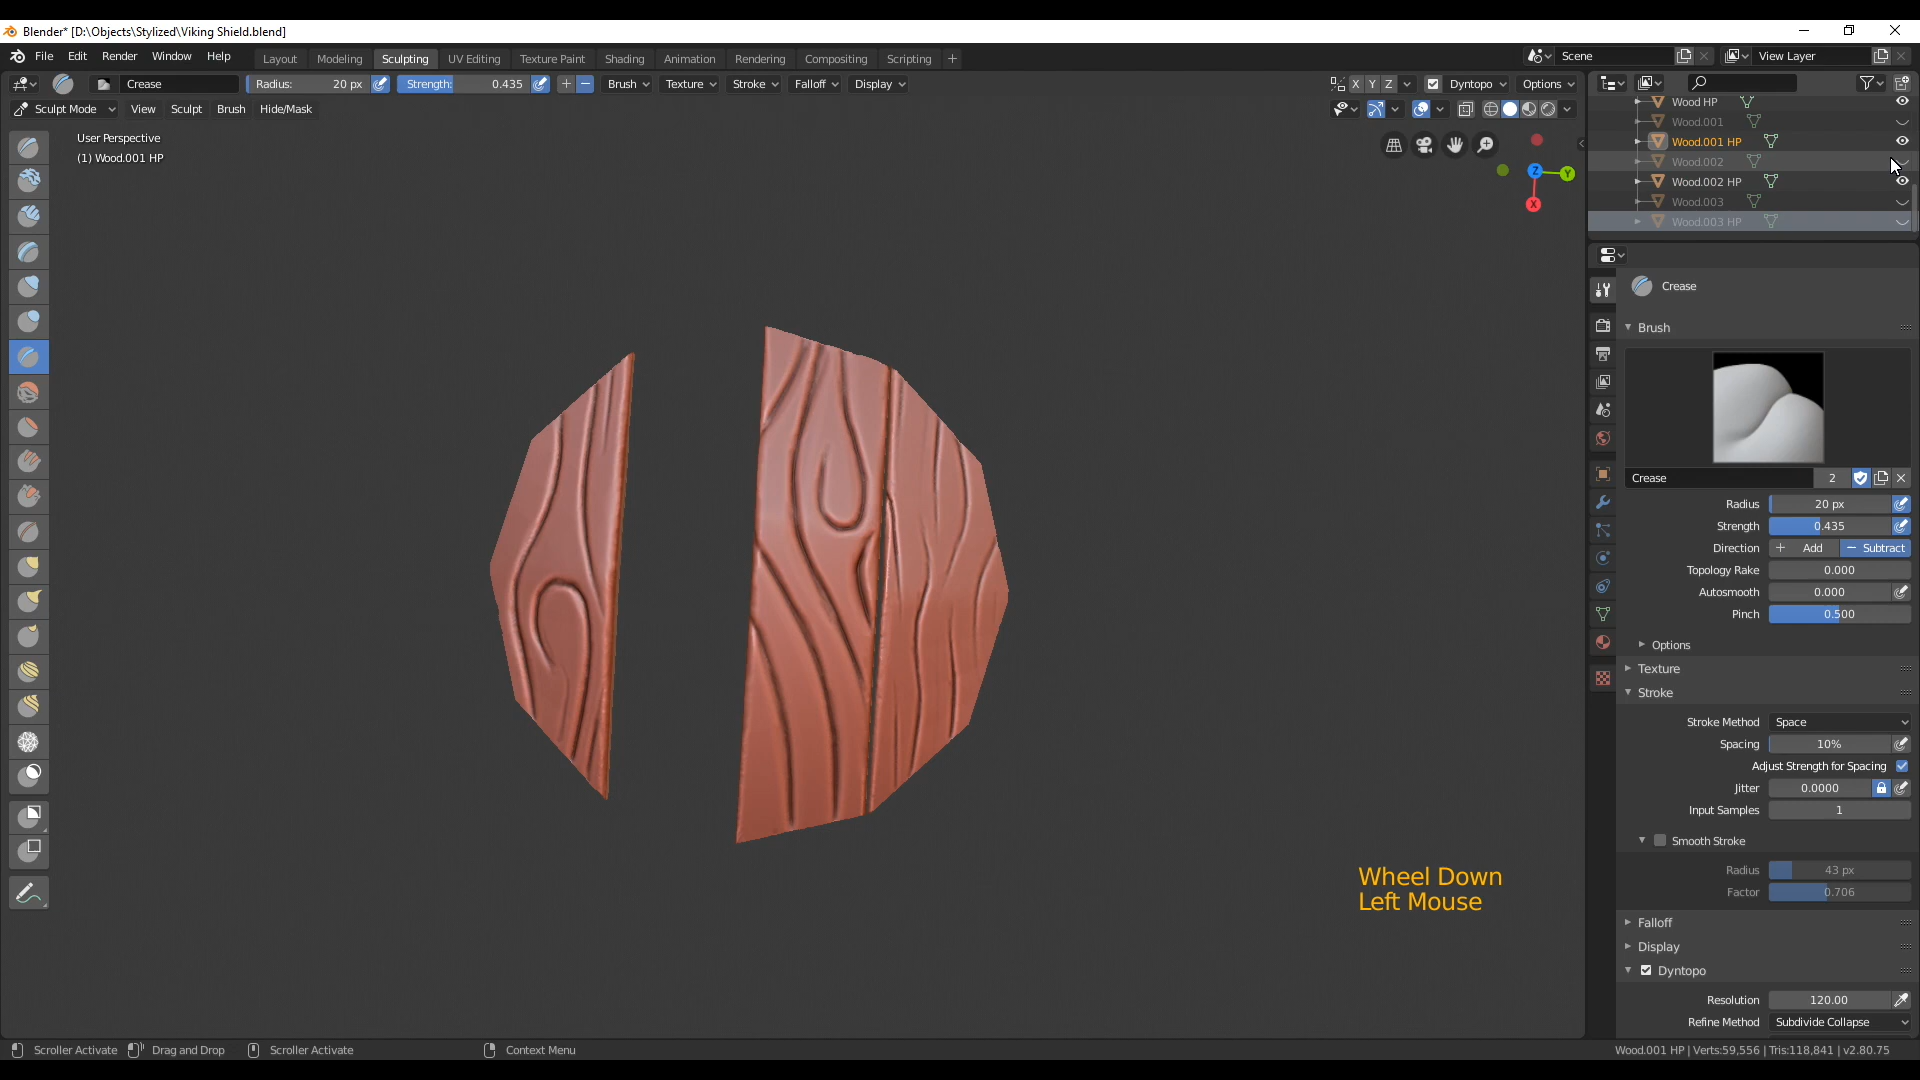 Blender* [D:\Objects\Stylized\Viking Shield.blend]
File Edit Render Window Help
Layout Modeling Sculpting UV Editing Texture Paint Shading Animation Rendering Compositing Scripting +
Scene
View Layer
Crease
Radius: 20 px
Strength: 0.435
Brush Texture Stroke Falloff Display
X Y Z
Dyntopo
Options
Sculpt Mode View Sculpt Brush Hide/Mask
User Perspective
(1) Wood.001 HP
Z
Y
X
Wood HP
Wood.001
Wood.001 HP
Wood.002
Wood.002 HP
Wood.003
Wood.003 HP
Crease
Brush
Crease 2
Radius 20 px
Strength 0.435
Direction + Add − Subtract
Topology Rake 0.000
Autosmooth 0.000
Pinch 0.500
Options
Texture
Stroke
Stroke Method Space
Spacing 10%
Adjust Strength for Spacing
Jitter 0.0000
Input Samples 1
Smooth Stroke
Radius 43 px
Factor 0.706
Falloff
Display
Dyntopo
Resolution 120.00
Refine Method Subdivide Collapse
Wheel Down
Left Mouse
Scroller Activate Drag and Drop Scroller Activate Context Menu
Wood.001 HP | Verts:59,556 | Tris:118,841 | v2.80.75